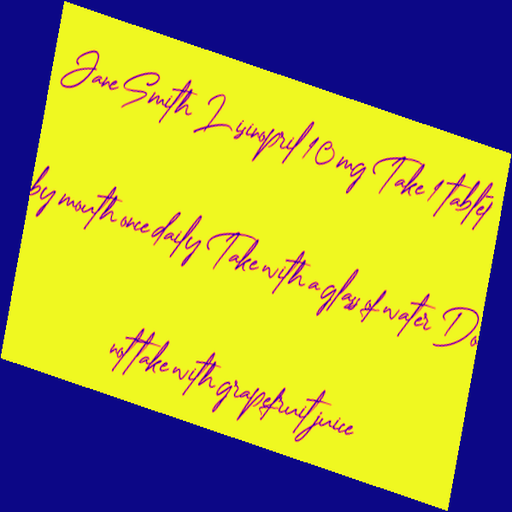 Jane Smith Lisinopril 10 mg Take 1 tablet
by mouth once daily Take with a glass of water Do
not take with grapefruit juice